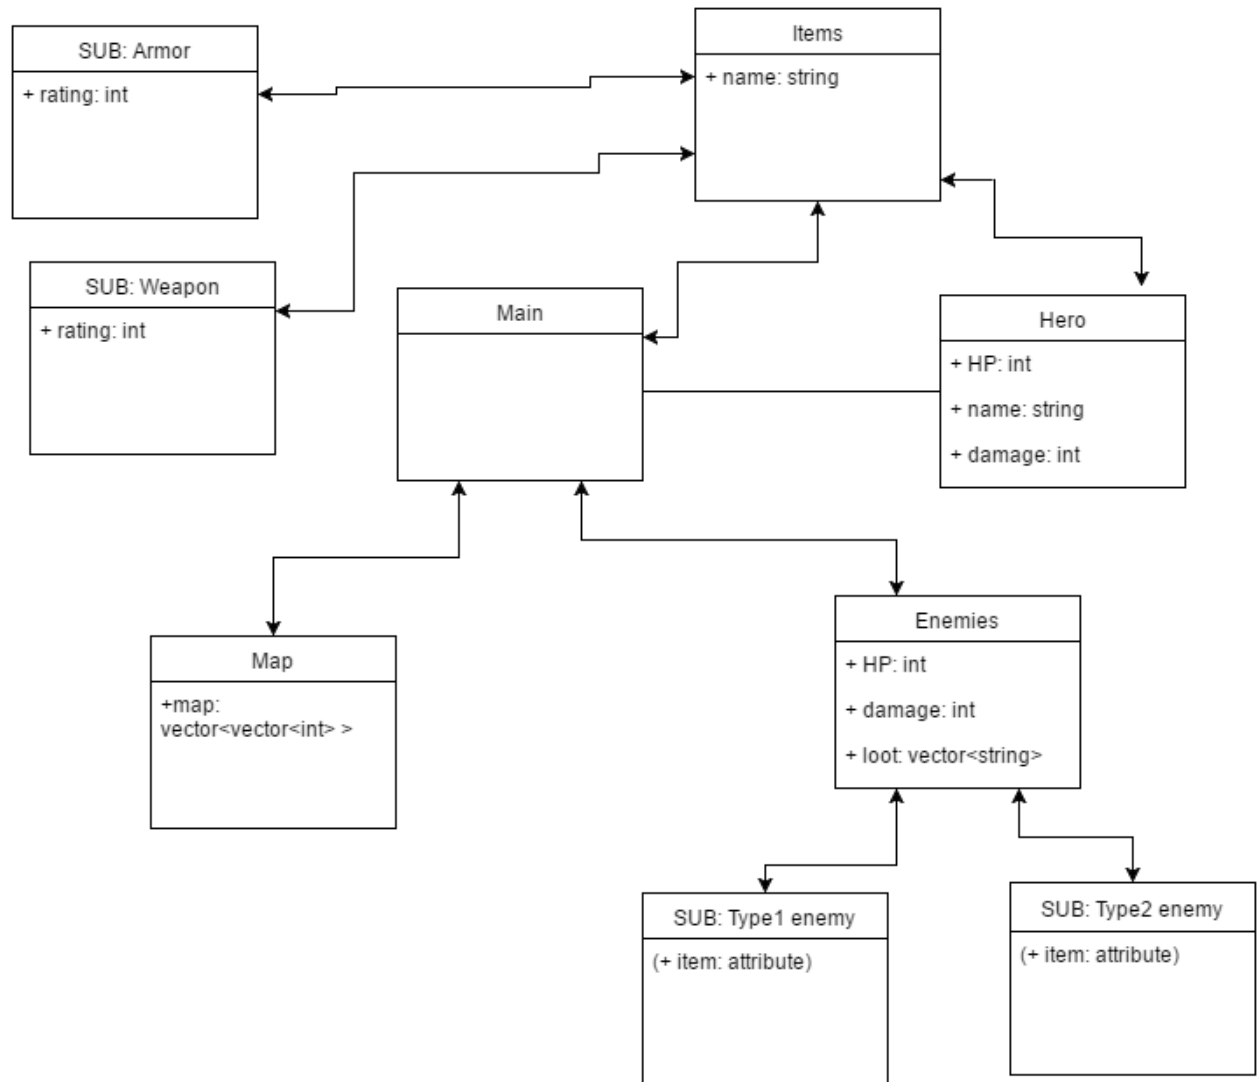 SUB: Armor
+ rating: int
Items
+ name: string
SUB: Weapon
+ rating: int
Main
Hero
+ HP: int
+ name: string
+ damage: int
Map
+map:
vector<vector<int> >
Enemies
+ HP: int
+ damage: int
+ loot: vector<string>
SUB: Type1 enemy
(+ item: attribute)
SUB: Type2 enemy
(+ item: attribute)